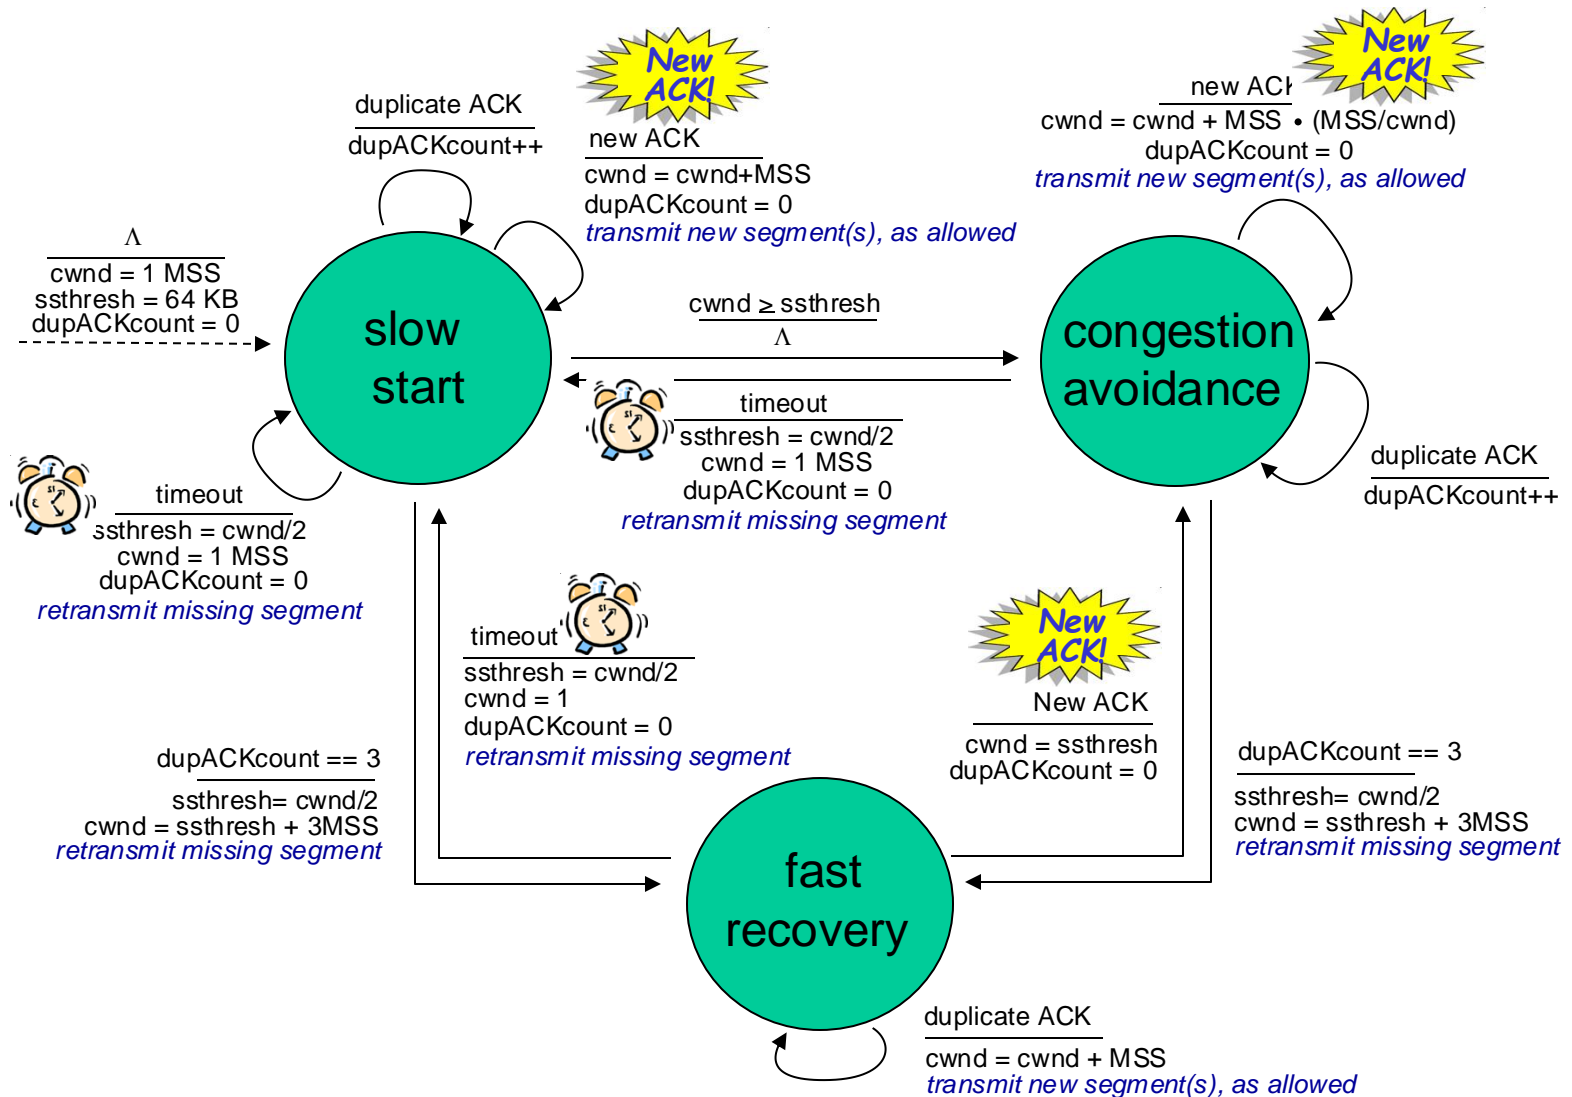 New
ACK!
duplicate ACK
dupACKcount++
new ACK
cwnd = cwnd+MSS
dupACKcount = 0
transmit new segment(s), as allowed
New
ACK!
new ACK
cwnd = cwnd + MSS • (MSS/cwnd)
dupACKcount = 0
transmit new segment(s), as allowed
Λ
cwnd = 1 MSS
ssthresh = 64 KB
dupACKcount = 0
slow
start
cwnd ≥ ssthresh
Λ
congestion
avoidance
timeout
ssthresh = cwnd/2
cwnd = 1 MSS
dupACKcount = 0
retransmit missing segment
duplicate ACK
dupACKcount++
timeout
ssthresh = cwnd/2
cwnd = 1 MSS
dupACKcount = 0
retransmit missing segment
timeout
ssthresh = cwnd/2
cwnd = 1
dupACKcount = 0
retransmit missing segment
New
ACK!
New ACK
cwnd = ssthresh
dupACKcount = 0
dupACKcount == 3
ssthresh= cwnd/2
cwnd = ssthresh + 3MSS
retransmit missing segment
dupACKcount == 3
ssthresh= cwnd/2
cwnd = ssthresh + 3MSS
retransmit missing segment
fast
recovery
duplicate ACK
cwnd = cwnd + MSS
transmit new segment(s), as allowed